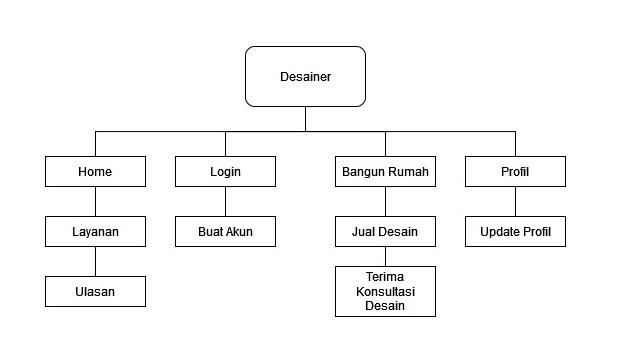 Desainer
Home
Login
Bangun Rumah
Profil
Layanan
Buat Akun
Jual Desain
Update Profil
Ulasan
Terima
Konsultasi
Desain